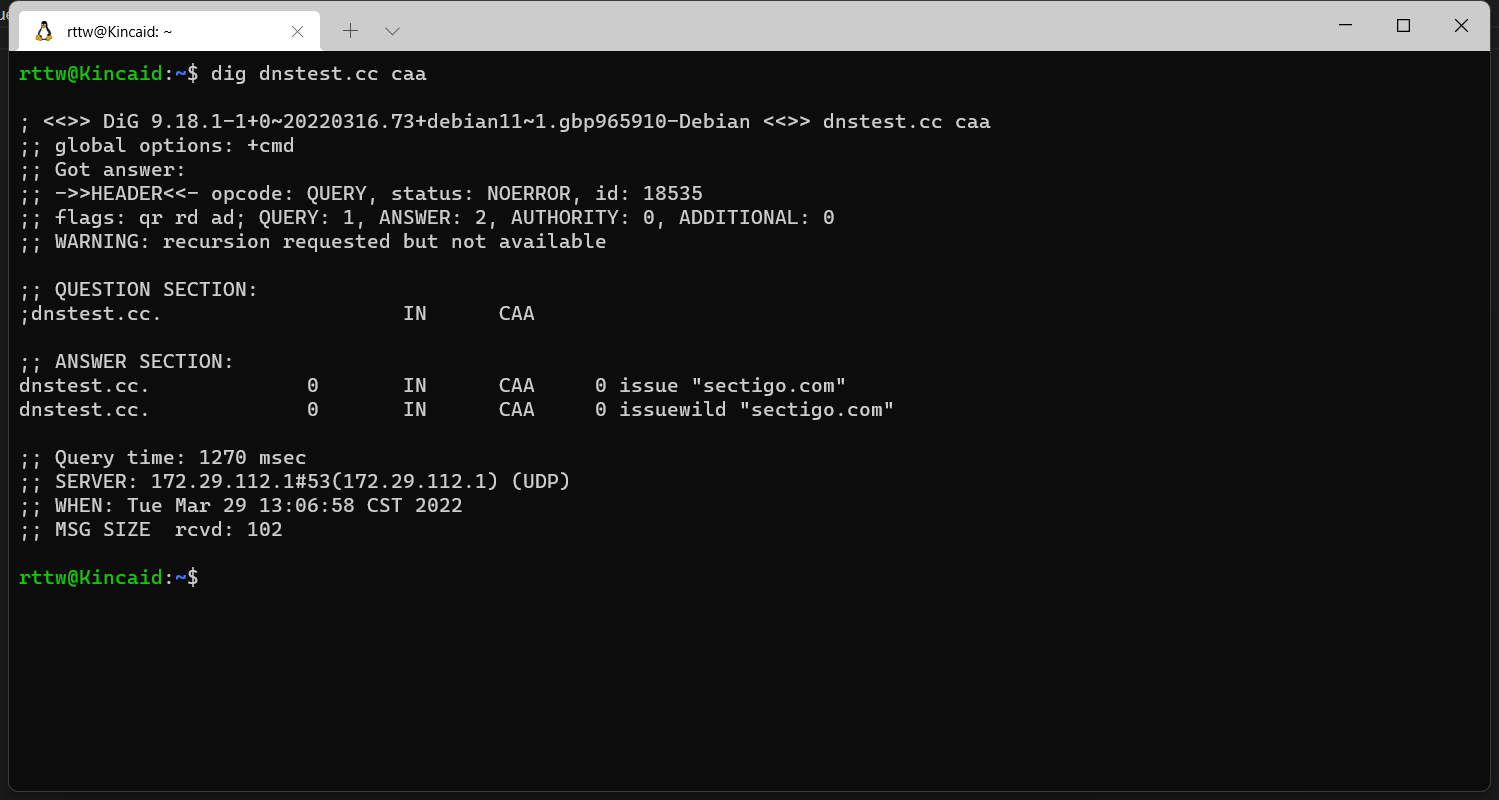 rttw@Kincaid: ~
rttw@Kincaid:~$ dig dnstest.cc caa
; <<>> DiG 9.18.1-1+0~20220316.73+debian11~1.gbp965910-Debian <<>> dnstest.cc caa
;; global options: +cmd
;; Got answer:
;; ->>HEADER<<- opcode: QUERY, status: NOERROR, id: 18535
;; flags: qr rd ad; QUERY: 1, ANSWER: 2, AUTHORITY: 0, ADDITIONAL: 0
;; WARNING: recursion requested but not available
;; QUESTION SECTION:
;dnstest.cc. IN CAA
;; ANSWER SECTION:
dnstest.cc. 0 IN CAA 0 issue "sectigo.com"
dnstest.cc. 0 IN CAA 0 issuewild "sectigo.com"
;; Query time: 1270 msec
;; SERVER: 172.29.112.1#53(172.29.112.1) (UDP)
;; WHEN: Tue Mar 29 13:06:58 CST 2022
;; MSG SIZE  rcvd: 102
rttw@Kincaid:~$